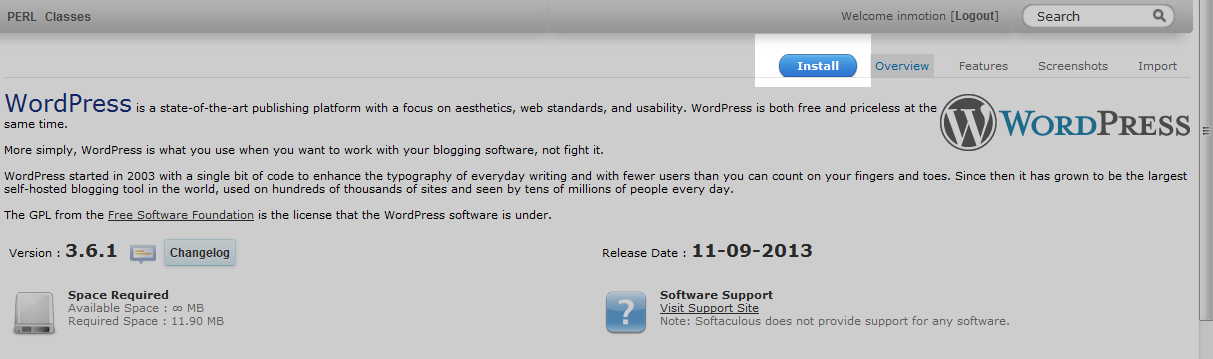 PERL Classes
Welcome inmotion [Logout]
Search
Install
Overview
Features
Screenshots
Import
WordPress is a state-of-the-art publishing platform with a focus on aesthetics, web standards, and usability. WordPress is both free and priceless at the
same time.
WORDPRESS
More simply, WordPress is what you use when you want to work with your blogging software, not fight it.
WordPress started in 2003 with a single bit of code to enhance the typography of everyday writing and with fewer users than you can count on your fingers and toes. Since then it has grown to be the largest
self-hosted blogging tool in the world, used on hundreds of thousands of sites and seen by tens of millions of people every day.
The GPL from the Free Software Foundation is the license that the WordPress software is under.
Version : 3.6.1
Changelog
Release Date : 11-09-2013
Space Required
Available Space : ∞ MB
Required Space : 11.90 MB
Software Support
Visit Support Site
Note: Softaculous does not provide support for any software.